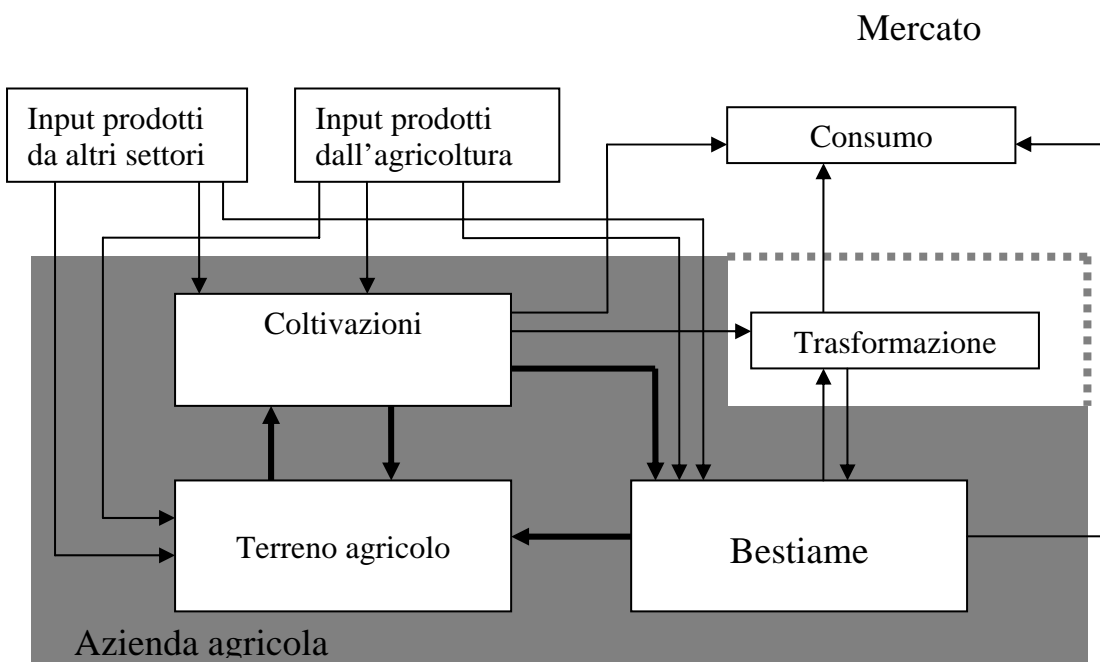 Mercato
Input prodotti
da altri settori
Input prodotti
dall’agricoltura
Consumo
Coltivazioni
Trasformazione
Terreno agricolo
Bestiame
Azienda agricola